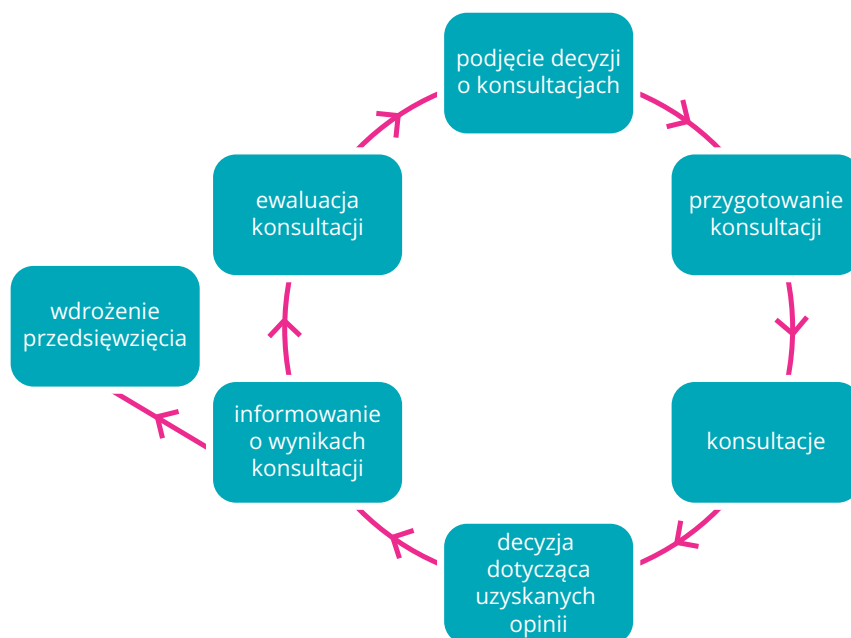 podjęcie decyzji
o konsultacjach
przygotowanie
konsultacji
konsultacje
decyzja
dotycząca
uzyskanych
opinii
informowanie
o wynikach
konsultacji
wdrożenie
przedsięwzięcia
ewaluacja
konsultacji